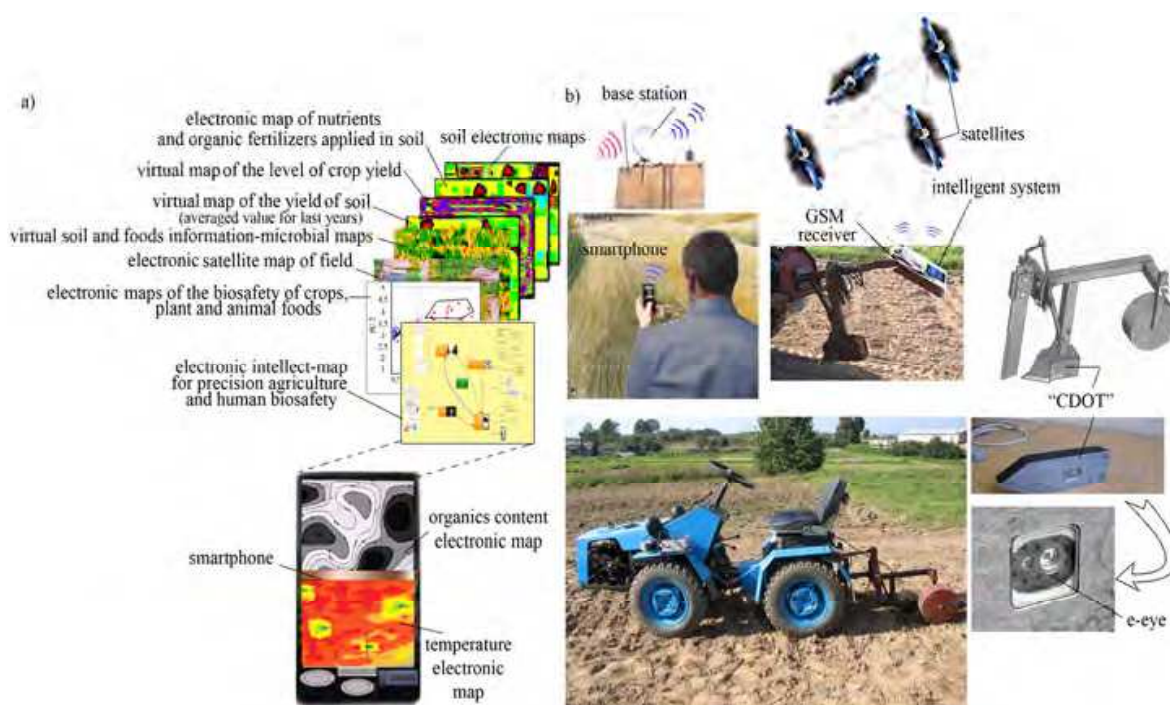 a)
electronic map of nutrients
and organic fertilizers applied in soil
soil electronic maps
virtual map of the level of crop yield
virtual map of the yield of soil
(averaged value for last years)
virtual soil and foods information-microbial maps
electronic satellite map of field
electronic maps of the biosafety of crops,
plant and animal foods
electronic intellect-map
for precision agriculture
and human biosafety
smartphone
organics content
electronic map
temperature
electronic
map
b)
base station
satellites
intelligent system
GSM
receiver
smartphone
"CDOT"
e-eye